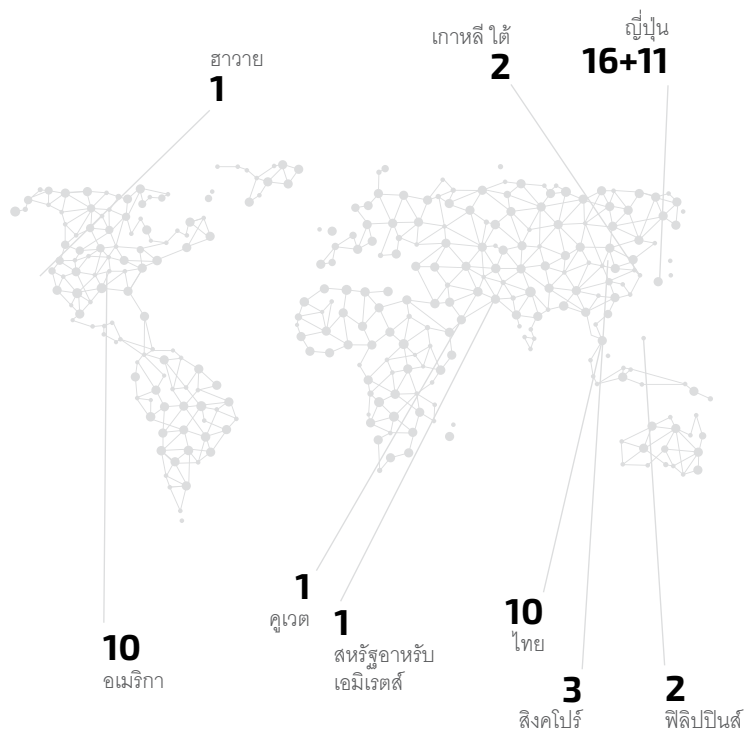 ญี่ปุ่น
16+11
เกาหลี ใต้
2
ฮาวาย
1
1
คูเวต
1
สหรัฐอาหรับ
เอมิเรตส์
10
ไทย
10
อเมริกา
3
สิงคโปร์
2
ฟิลิปปินส์